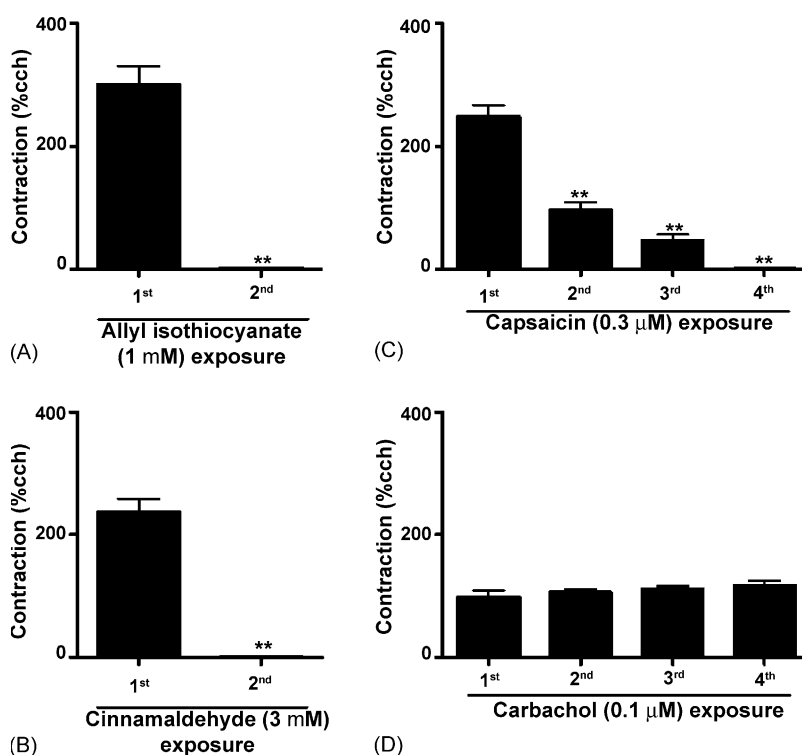 400
200
0
Contraction (%cch)
**
1st
2nd
Allyl isothiocyanate
(1 mM) exposure
(A)
400
200
0
Contraction (%cch)
**
**
**
1st
2nd
3rd
4th
Capsaicin (0.3 μM) exposure
(C)
400
200
0
Contraction (%cch)
**
1st
2nd
Cinnamaldehyde (3 mM)
exposure
(B)
400
200
0
Contraction (%cch)
1st
2nd
3rd
4th
Carbachol (0.1 μM) exposure
(D)